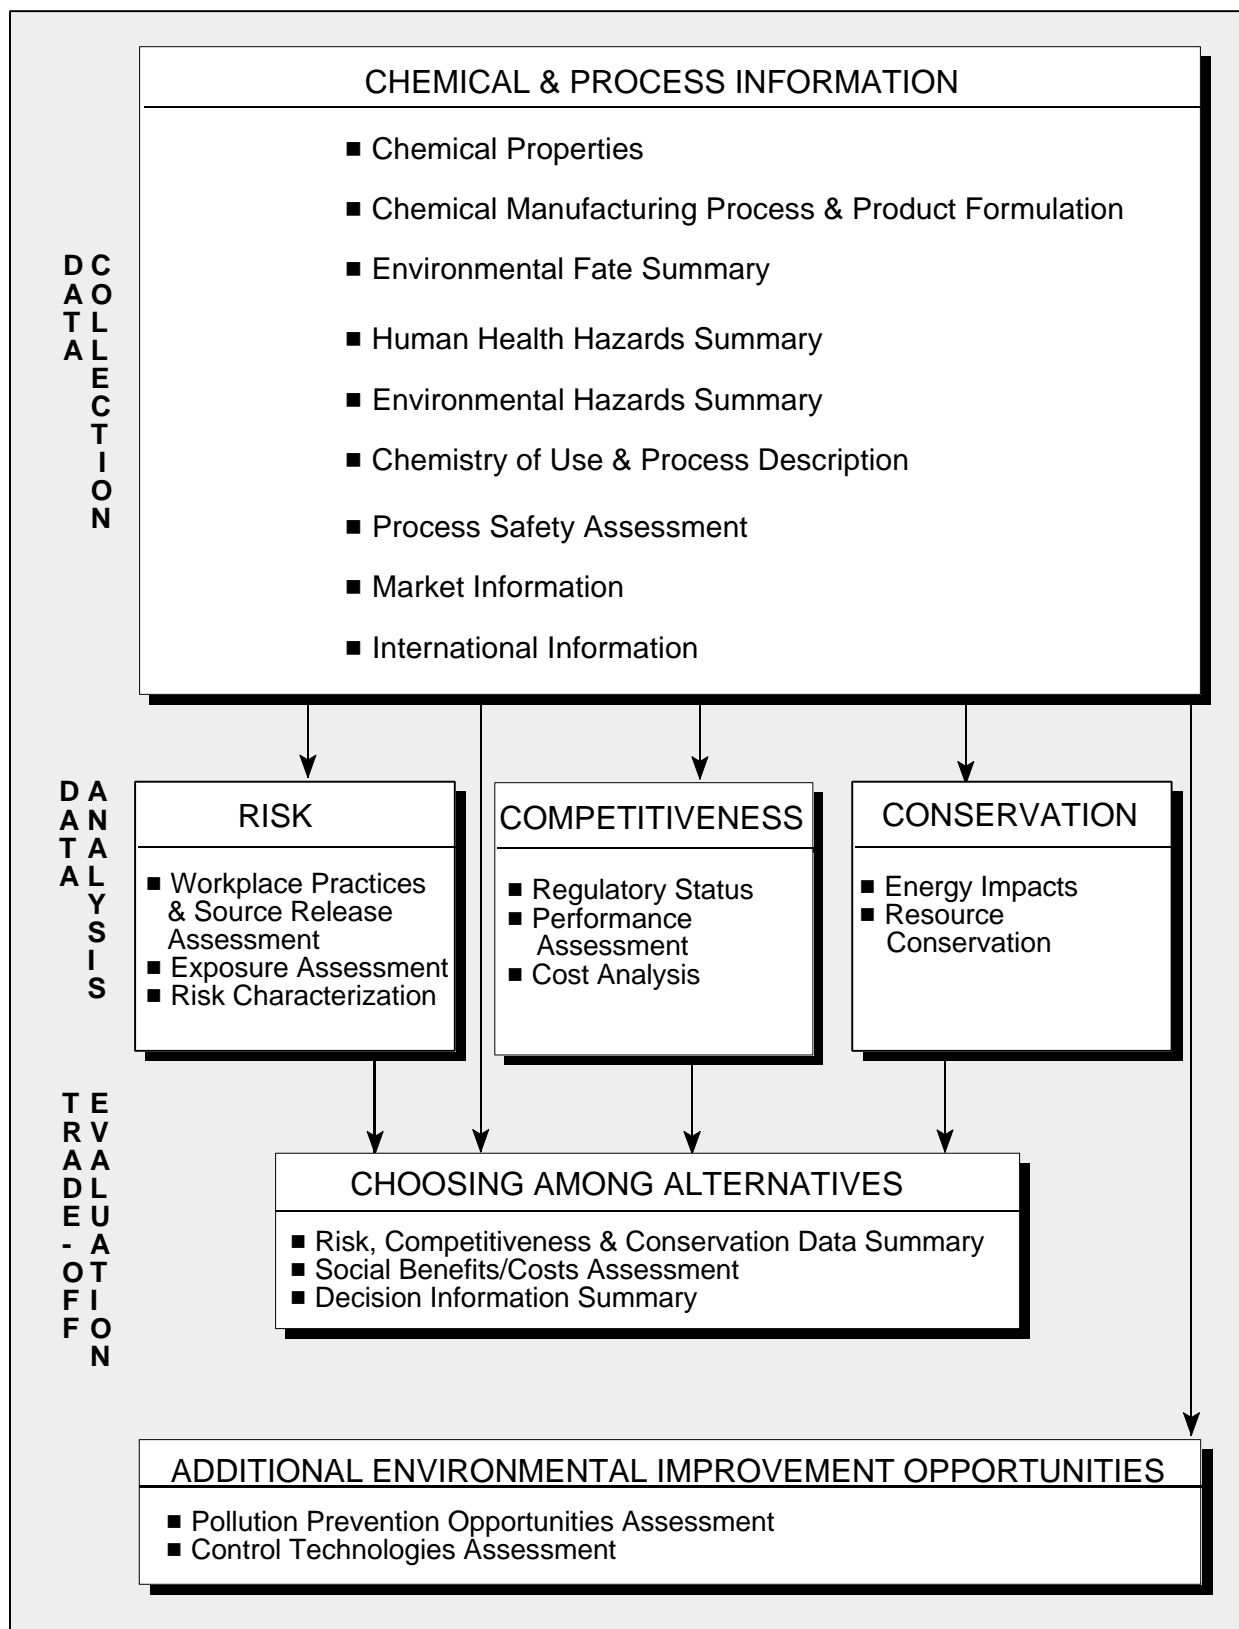 CHEMICAL & PROCESS INFORMATION
■ Chemical Properties
■ Chemical Manufacturing Process & Product Formulation
■ Environmental Fate Summary
■ Human Health Hazards Summary
■ Environmental Hazards Summary
■ Chemistry of Use & Process Description
■ Process Safety Assessment
■ Market Information
■ International Information
DATA
COLLECTION
DATA
ANALYSIS
RISK
■ Workplace Practices
& Source Release
Assessment
■ Exposure Assessment
■ Risk Characterization
COMPETITIVENESS
■ Regulatory Status
■ Performance
Assessment
■ Cost Analysis
CONSERVATION
■ Energy Impacts
■ Resource
Conservation
TRADE-OFF
EVALUATION
CHOOSING AMONG ALTERNATIVES
■ Risk, Competitiveness & Conservation Data Summary
■ Social Benefits/Costs Assessment
■ Decision Information Summary
ADDITIONAL ENVIRONMENTAL IMPROVEMENT OPPORTUNITIES
■ Pollution Prevention Opportunities Assessment
■ Control Technologies Assessment